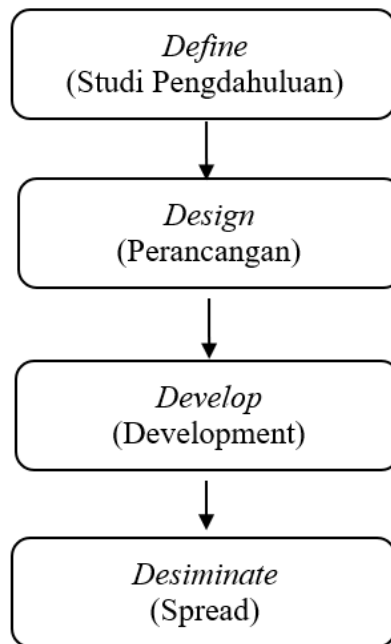 Define
(Studi Pengdahuluan)
Design
(Perancangan)
Develop
(Development)
Desiminate
(Spread)